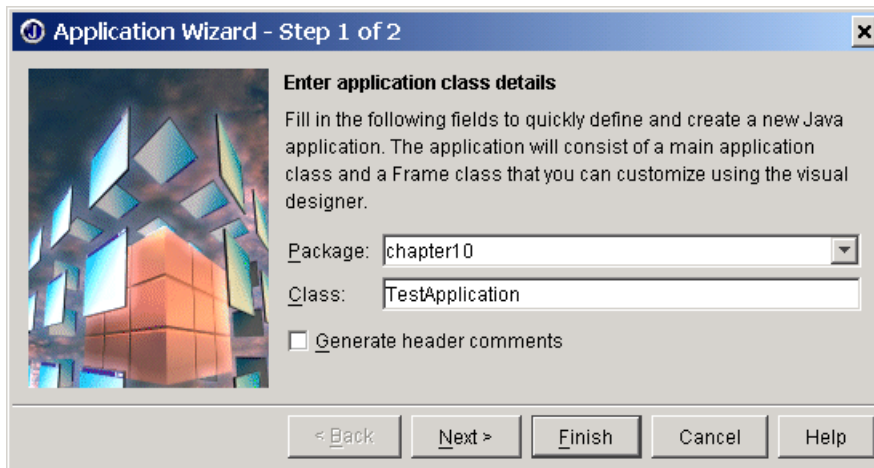 Application Wizard - Step 1 of 2
Enter application class details
Fill in the following fields to quickly define and create a new Java
application. The application will consist of a main application
class and a Frame class that you can customize using the visual
designer.
Package: chapter10
Class: TestApplication
Generate header comments
< Back Next > Finish Cancel Help